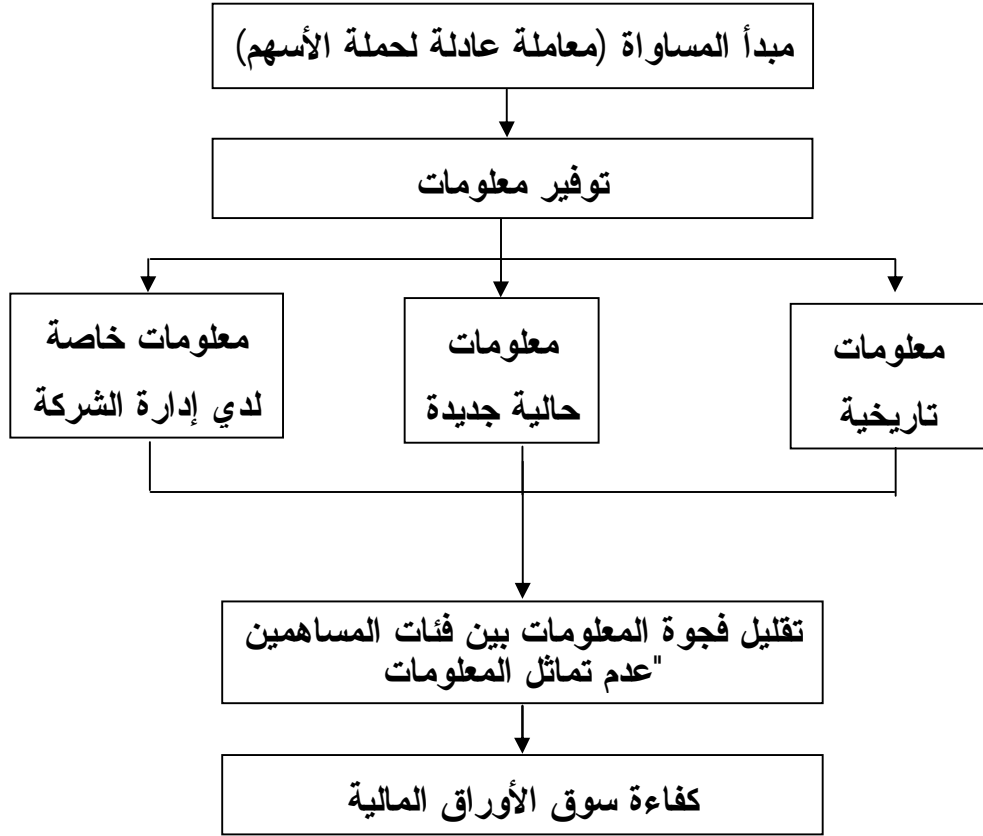 مبدأ المساواة (معاملة عادلة لحملة الأسهم)
توفير معلومات
معلومات
تاريخية
معلومات
حالية جديدة
معلومات خاصة
لدي إدارة الشركة
تقليل فجوة المعلومات بين فئات المساهمين
"عدم تماثل المعلومات
كفاءة سوق الأوراق المالية